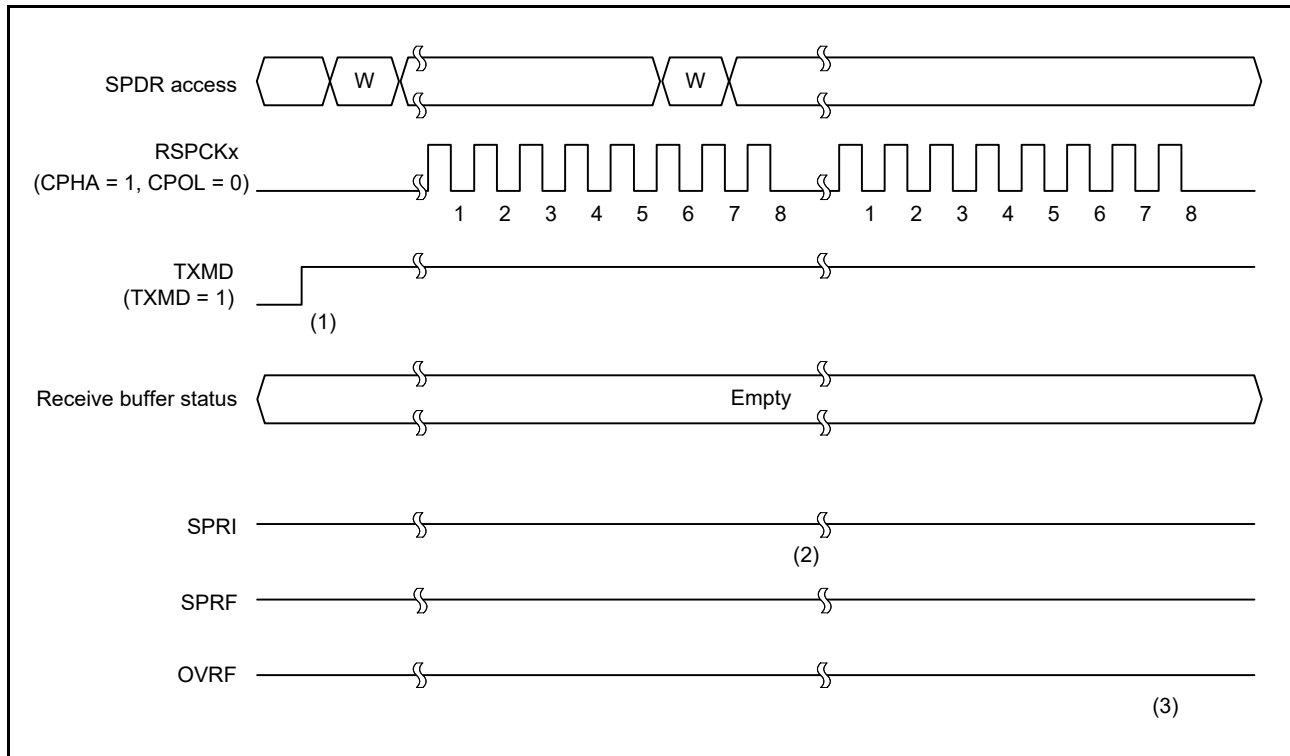 SPDR access
W
W
RSPCKx
(CPHA = 1, CPOL = 0)
1 2 3 4 5 6 7 8 1 2 3 4 5 6 7 8
TXMD
(TXMD = 1)
(1)
Receive buffer status
Empty
SPRI
(2)
SPRF
OVRF
(3)